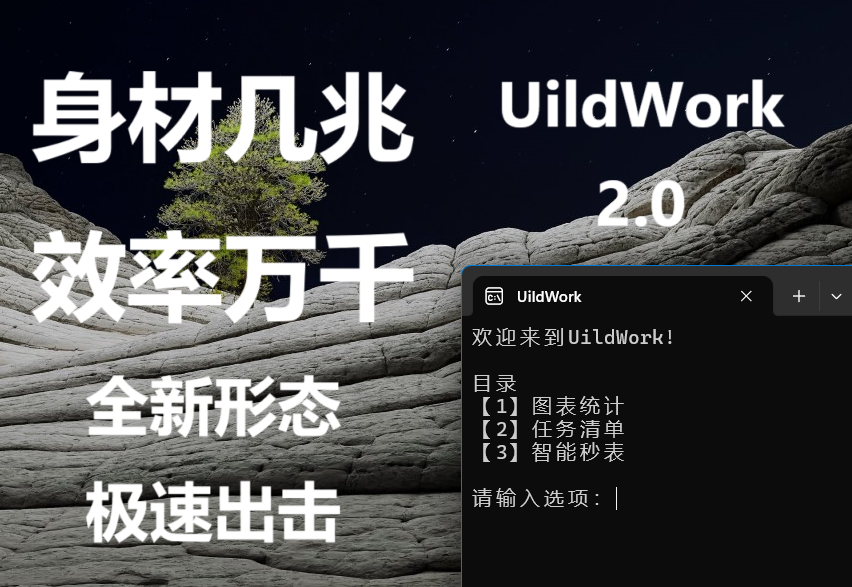 身材几兆
效率万千
全新形态
极速出击
UildWork
2.0
UildWork
欢迎来到UildWork!
目录
【1】图表统计
【2】任务清单
【3】智能秒表
请输入选项: